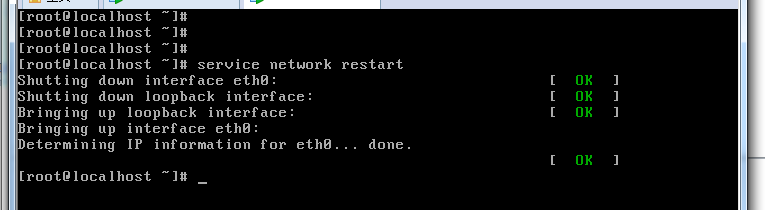 [root@localhost ~]#
[root@localhost ~]#
[root@localhost ~]#
[root@localhost ~]# service network restart
Shutting down interface eth0: [ OK ]
Shutting down loopback interface: [ OK ]
Bringing up loopback interface: [ OK ]
Bringing up interface eth0:
Determining IP information for eth0... done.
[ OK ]
[root@localhost ~]# _